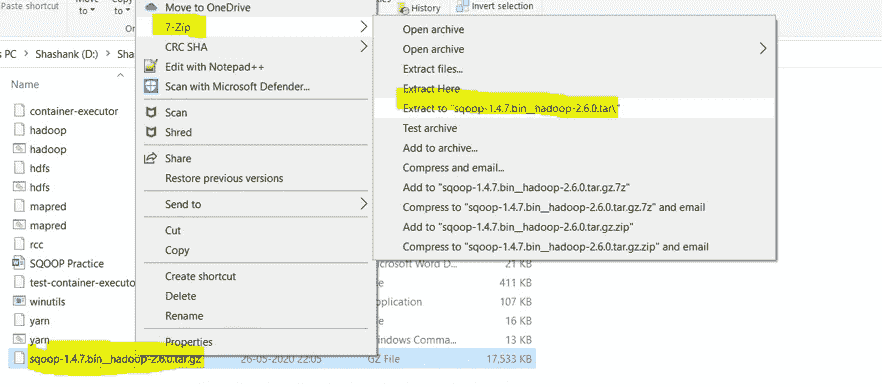 Paste shortcut
Move to
Copy to
History
Invert selection
s PC > Shashank (D:) > Sha
Name
container-executor
hadoop
hadoop
hdfs
hdfs
mapred
mapred
rcc
SQOOP Practice
test-container-executo
winutils
yarn
yarn
sqoop-1.4.7.bin__hadoop-2.6.0.tar.gz
Move to OneDrive
7-Zip
CRC SHA
Edit with Notepad++
Scan with Microsoft Defender...
Scan
Shred
Share
Restore previous versions
Send to
Cut
Copy
Create shortcut
Delete
Rename
Properties
Open archive
Open archive
Extract files...
Extract Here
Extract to "sqoop-1.4.7.bin__hadoop-2.6.0.tar\"
Test archive
Add to archive...
Compress and email...
Add to "sqoop-1.4.7.bin__hadoop-2.6.0.tar.gz.7z"
Compress to "sqoop-1.4.7.bin__hadoop-2.6.0.tar.gz.7z" and email
Add to "sqoop-1.4.7.bin__hadoop-2.6.0.tar.gz.zip"
Compress to "sqoop-1.4.7.bin__hadoop-2.6.0.tar.gz.zip" and email
icrosoft Word D... 21 KB
411 KB
pplication 107 KB
16 KB
indows Comma... 13 KB
26-05-2020 22:05 GZ File 17,533 KB